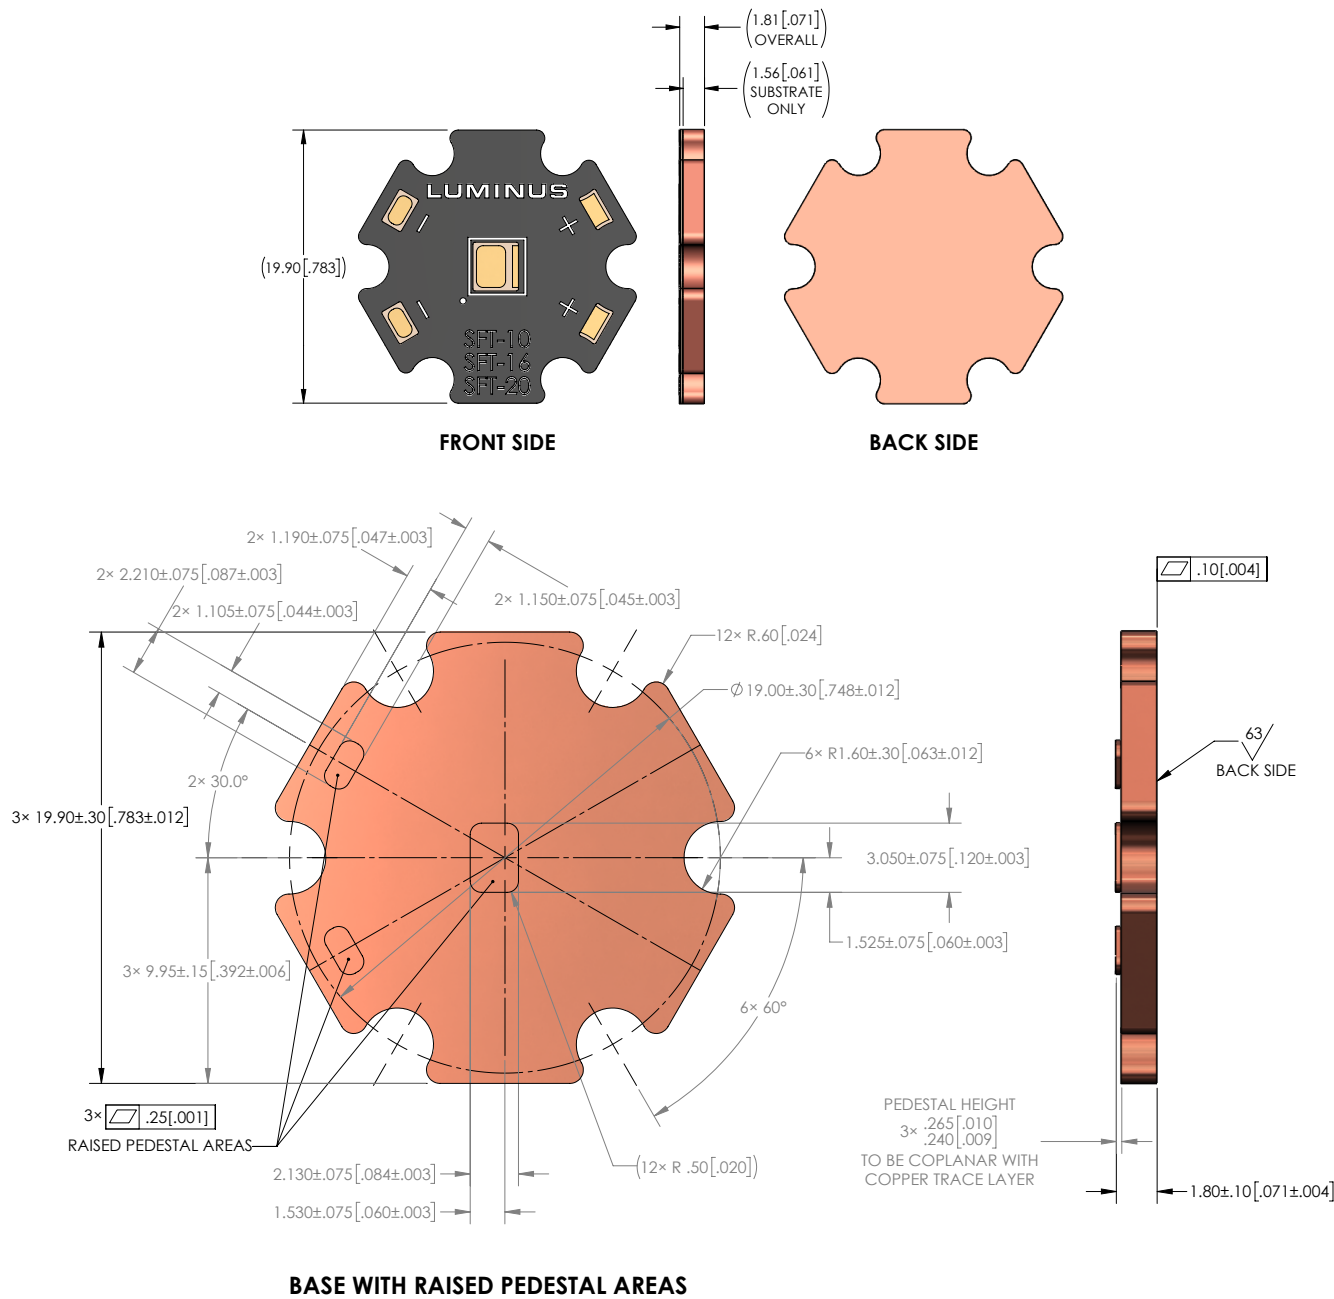 (1.81[.071]
OVERALL)
(1.56[.061]
SUBSTRATE
ONLY)
LUMINUS
− +
(19.90[.783])
− +
SFT-10
SFT-16
SFT-20
FRONT SIDE
BACK SIDE
2× 1.190±.075[.047±.003]
2× 2.210±.075[.087±.003]
2× 1.105±.075[.044±.003]
2× 1.150±.075[.045±.003]
⏥ .10[.004]
12× R.60[.024]
Ø19.00±.30[.748±.012]
6× R1.60±.30[.063±.012]
63
BACK SIDE
2× 30.0°
3× 19.90±.30[.783±.012]
3.050±.075[.120±.003]
1.525±.075[.060±.003]
3× 9.95±.15[.392±.006]
6× 60°
3× ⏥ .25[.001]
RAISED PEDESTAL AREAS
PEDESTAL HEIGHT
3× .265[.010]
.240[.009]
TO BE COPLANAR WITH
COPPER TRACE LAYER
(12× R .50[.020])
2.130±.075[.084±.003]
1.530±.075[.060±.003]
1.80±.10[.071±.004]
BASE WITH RAISED PEDESTAL AREAS